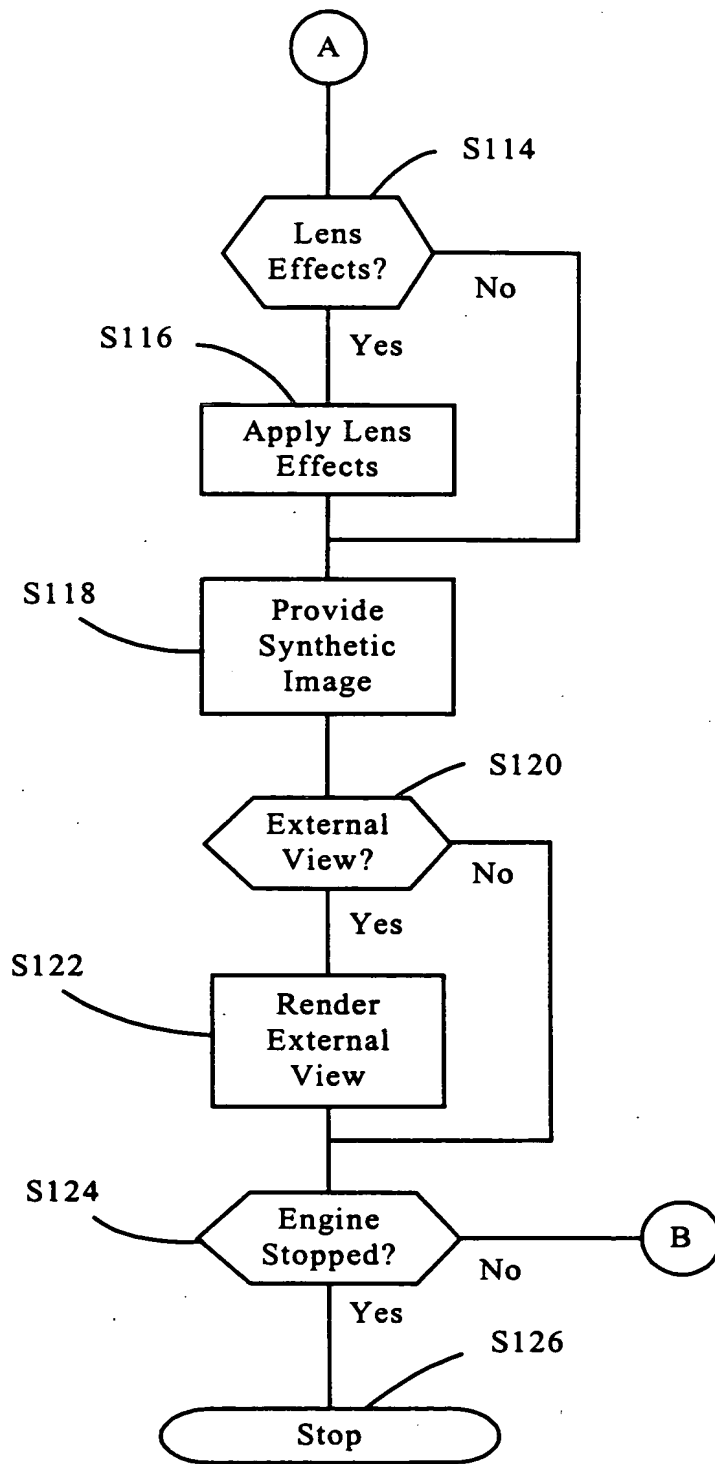 A
S114
Lens
Effects?
No
S116
Yes
Apply Lens
Effects
S118
Provide
Synthetic
Image
S120
External
View?
No
Yes
S122
Render
External
View
S124
Engine
Stopped?
B
No
Yes
S126
Stop